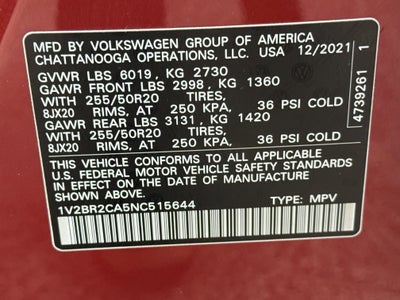 MFD BY VOLKSWAGEN GROUP OF AMERICA
CHATTANOOGA OPERATIONS, LLC. USA 12/2021
GVWR LBS 6019, KG 2730
GAWR FRONT LBS 2998, KG 1360
WITH 255/50R20 TIRES,
8JX20 RIMS, AT 250 KPA, 36 PSI COLD
GAWR REAR LBS 3131, KG 1420
WITH 255/50R20 TIRES,
8JX20 RIMS, AT 250 KPA, 36 PSI COLD
THIS VEHICLE CONFORMS TO ALL APPLICABLE
U.S. FEDERAL MOTOR VEHICLE SAFETY STANDARDS
IN EFFECT ON THE DATE OF MANUFACTURE
SHOWN ABOVE.
1V2BR2CA5NC515644 TYPE: MPV
4739261 1